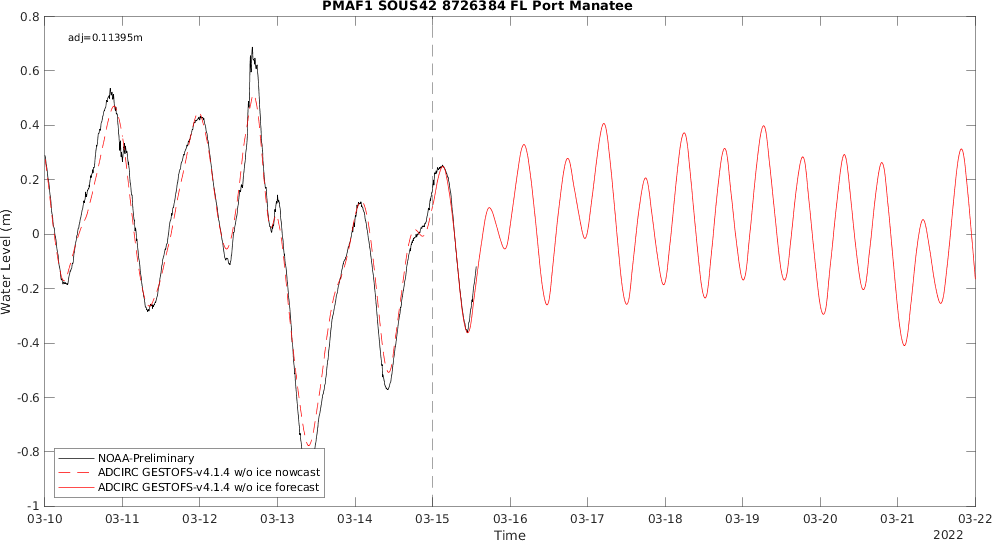 PMAF1 SOUS42 8726384 FL Port Manatee
adj=0.11395m
0.8
0.6
0.4
0.2
0
-0.2
-0.4
-0.6
-0.8
-1
Water Level (m)
NOAA-Preliminary
ADCIRC GESTOFS-v4.1.4 w/o ice nowcast
ADCIRC GESTOFS-v4.1.4 w/o ice forecast
03-10 03-11 03-12 03-13 03-14 03-15 03-16 03-17 03-18 03-19 03-20 03-21 03-22
Time
2022